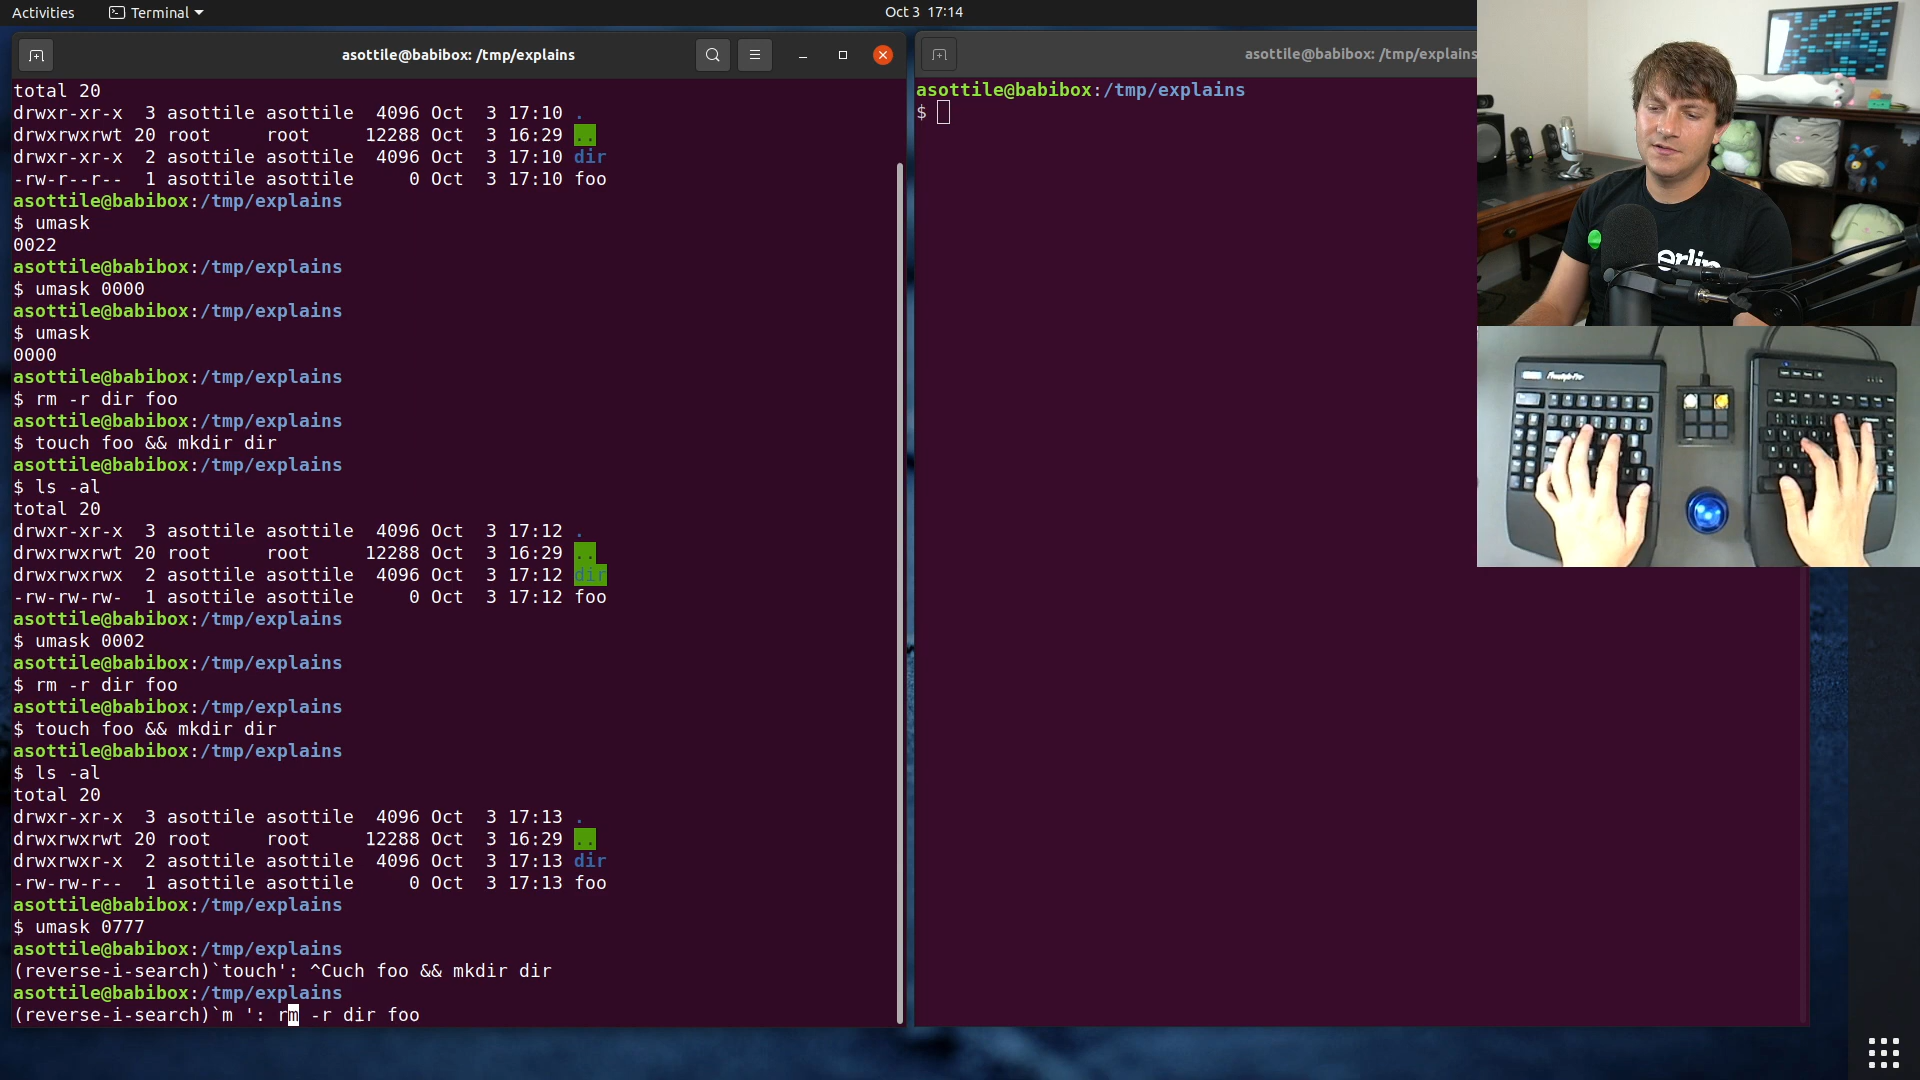 Activities
Terminal
Oct 3 17:14
asottile@babibox: /tmp/explains
total 20
drwxr-xr-x  3 asottile asottile  4096 Oct  3 17:10 .
drwxrwxrwt 20 root     root     12288 Oct  3 16:29 ..
drwxr-xr-x  2 asottile asottile  4096 Oct  3 17:10 dir
-rw-r--r--  1 asottile asottile     0 Oct  3 17:10 foo
asottile@babibox:/tmp/explains
$ umask
0022
asottile@babibox:/tmp/explains
$ umask 0000
asottile@babibox:/tmp/explains
$ umask
0000
asottile@babibox:/tmp/explains
$ rm -r dir foo
asottile@babibox:/tmp/explains
$ touch foo && mkdir dir
asottile@babibox:/tmp/explains
$ ls -al
total 20
drwxr-xr-x  3 asottile asottile  4096 Oct  3 17:12 .
drwxrwxrwt 20 root     root     12288 Oct  3 16:29 ..
drwxrwxrwx  2 asottile asottile  4096 Oct  3 17:12 dir
-rw-rw-rw-  1 asottile asottile     0 Oct  3 17:12 foo
asottile@babibox:/tmp/explains
$ umask 0002
asottile@babibox:/tmp/explains
$ rm -r dir foo
asottile@babibox:/tmp/explains
$ touch foo && mkdir dir
asottile@babibox:/tmp/explains
$ ls -al
total 20
drwxr-xr-x  3 asottile asottile  4096 Oct  3 17:13 .
drwxrwxrwt 20 root     root     12288 Oct  3 16:29 ..
drwxrwxr-x  2 asottile asottile  4096 Oct  3 17:13 dir
-rw-rw-r--  1 asottile asottile     0 Oct  3 17:13 foo
asottile@babibox:/tmp/explains
$ umask 0777
asottile@babibox:/tmp/explains
(reverse-i-search)`touch': ^Cuch foo && mkdir dir
asottile@babibox:/tmp/explains
(reverse-i-search)`m ': rm -r dir foo
asottile@babibox: /tmp/explains
asottile@babibox:/tmp/explains
$